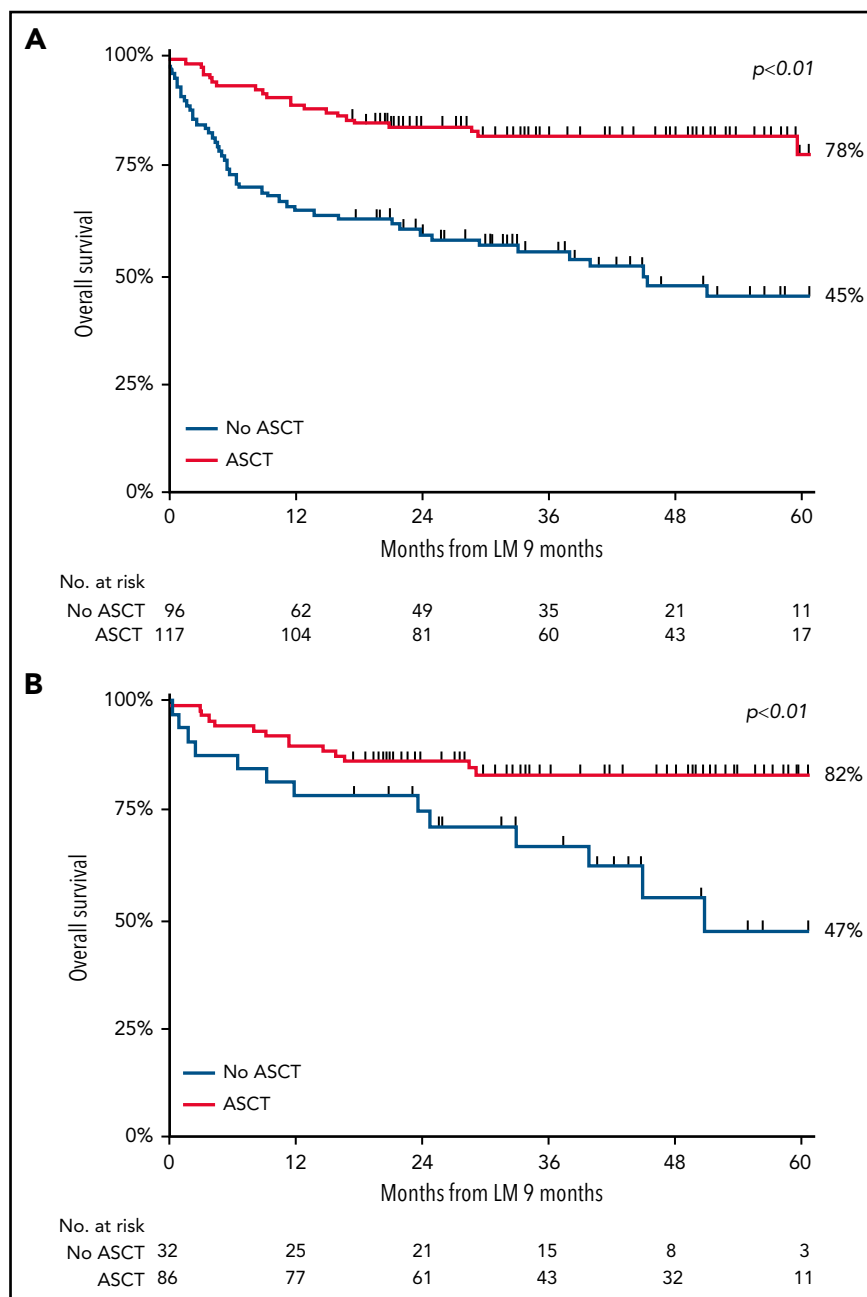 A
100%
p<0.01
75%
78%
50%
45%
25%
0%
Overall survival
No ASCT
ASCT
0 12 24 36 48 60
Months from LM 9 months
No. at risk
No ASCT 96 62 49 35 21 11
ASCT 117 104 81 60 43 17
B
100%
p<0.01
82%
75%
50%
47%
25%
0%
Overall survival
No ASCT
ASCT
0 12 24 36 48 60
Months from LM 9 months
No. at risk
No ASCT 32 25 21 15 8 3
ASCT 86 77 61 43 32 11